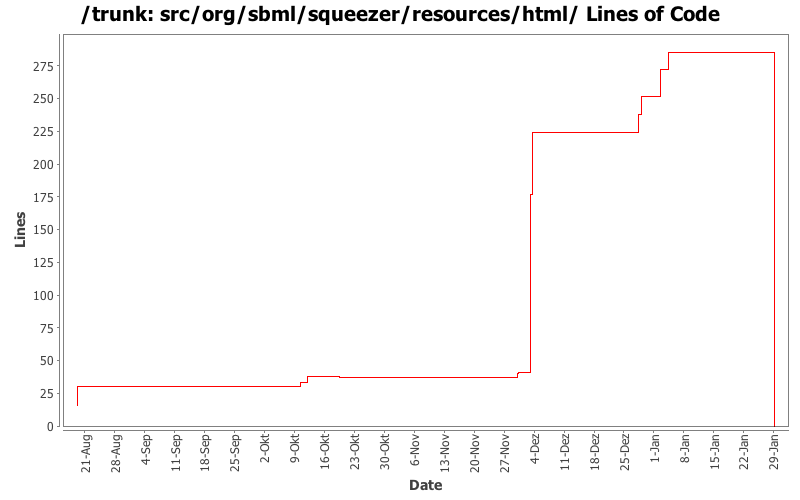 /trunk: src/org/sbml/squeezer/resources/html/ Lines of Code
Lines
275
250
225
200
175
150
125
100
75
50
25
0
21-Aug
28-Aug
4-Sep
11-Sep
18-Sep
25-Sep
2-Okt
9-Okt
16-Okt
23-Okt
30-Okt
6-Nov
13-Nov
20-Nov
27-Nov
4-Dez
11-Dez
18-Dez
25-Dez
1-Jan
8-Jan
15-Jan
22-Jan
29-Jan
Date